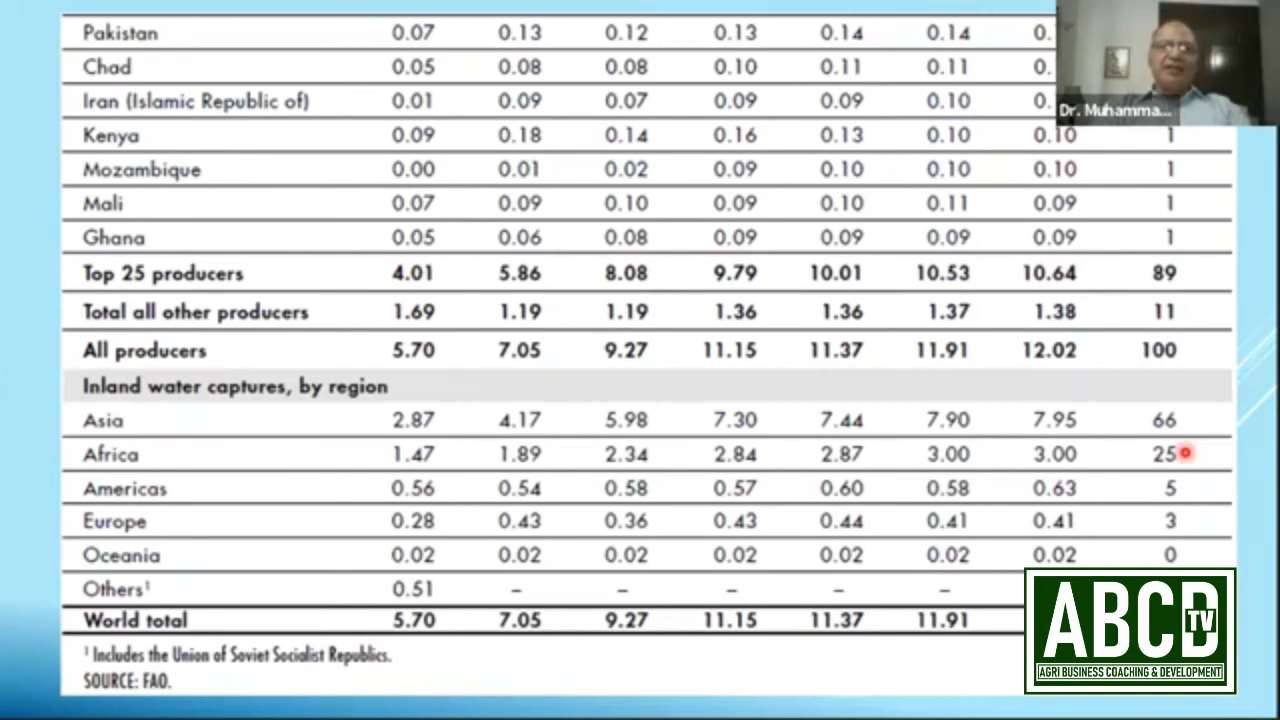 Pakistan 0.07 0.13 0.12 0.13 0.14 0.14 0.
Chad 0.05 0.08 0.08 0.10 0.11 0.11 0.
Iran (Islamic Republic of) 0.01 0.09 0.07 0.09 0.09 0.10 0.
Dr. Muhamma...
Kenya 0.09 0.18 0.14 0.16 0.13 0.10 0.10 1
Mozambique 0.00 0.01 0.02 0.09 0.10 0.10 0.10 1
Mali 0.07 0.09 0.10 0.09 0.10 0.11 0.09 1
Ghana 0.05 0.06 0.08 0.09 0.09 0.09 0.09 1
Top 25 producers 4.01 5.86 8.08 9.79 10.01 10.53 10.64 89
Total all other producers 1.69 1.19 1.19 1.36 1.36 1.37 1.38 11
All producers 5.70 7.05 9.27 11.15 11.37 11.91 12.02 100
Inland water captures, by region
Asia 2.87 4.17 5.98 7.30 7.44 7.90 7.95 66
Africa 1.47 1.89 2.34 2.84 2.87 3.00 3.00 25
Americas 0.56 0.54 0.58 0.57 0.60 0.58 0.63 5
Europe 0.28 0.43 0.36 0.43 0.44 0.41 0.41 3
Oceania 0.02 0.02 0.02 0.02 0.02 0.02 0.02 0
Others¹ 0.51 – – – – –
World total 5.70 7.05 9.27 11.15 11.37 11.91
¹ Includes the Union of Soviet Socialist Republics.
SOURCE: FAO.
ABCD TV
AGRI BUSINESS COACHING & DEVELOPMENT